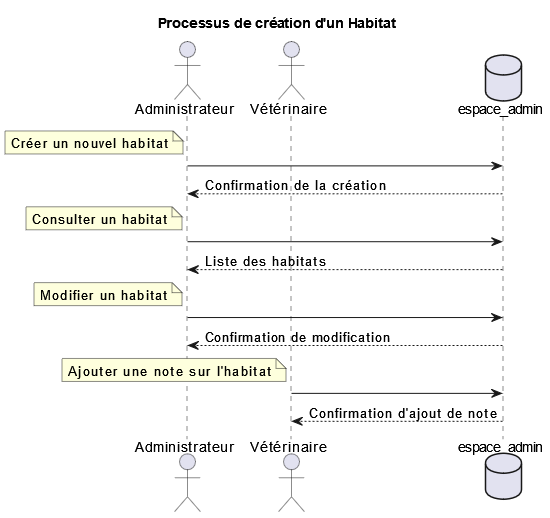 Processus de création d'un Habitat
Administrateur
Vétérinaire
espace_admin
Créer un nouvel habitat
Confirmation de la création
Consulter un habitat
Liste des habitats
Modifier un habitat
Confirmation de modification
Ajouter une note sur l'habitat
Confirmation d'ajout de note
Administrateur
Vétérinaire
espace_admin